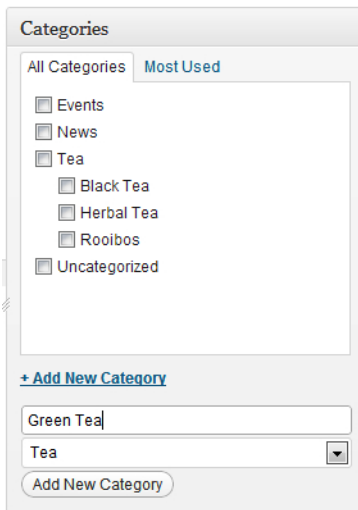 Categories
All Categories Most Used
Events
News
Tea
Black Tea
Herbal Tea
Rooibos
Uncategorized
+ Add New Category
Green Tea
Tea
Add New Category